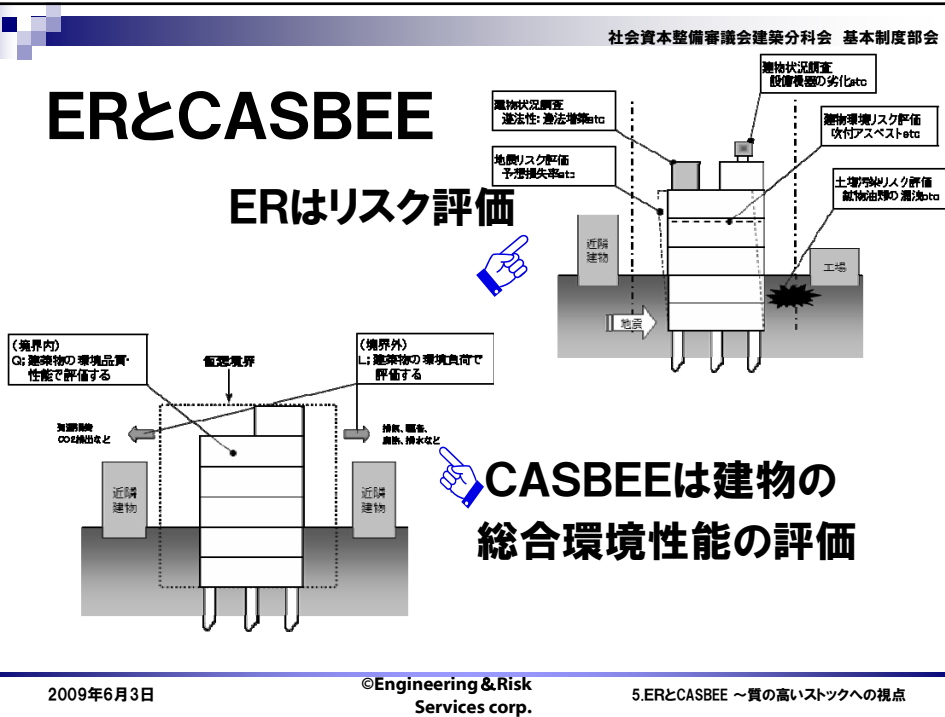 社会資本整備審議会建築分科会 基本制度部会
ERとCASBEE
ERはリスク評価
建物状況調査
設備機器の劣化etc
建物状況調査
遵法性：違法増築etc
建物環境リスク評価
吹付アスベストetc
地震リスク評価
予想損失率etc
土壌汚染リスク評価
鉱物油類の漏洩etc
近隣
建物
工場
地震
（境界内）
Q；建築物の環境品質・
性能で評価する
仮想境界
（境界外）
L；建築物の環境負荷で
評価する
資源消費
CO2排出など
排気、騒音、
排水など
近隣
建物
近隣
建物
CASBEEは建物の
総合環境性能の評価
2009年6月3日
©Engineering &Risk
Services corp.
5.ERとCASBEE ～質の高いストックへの視点